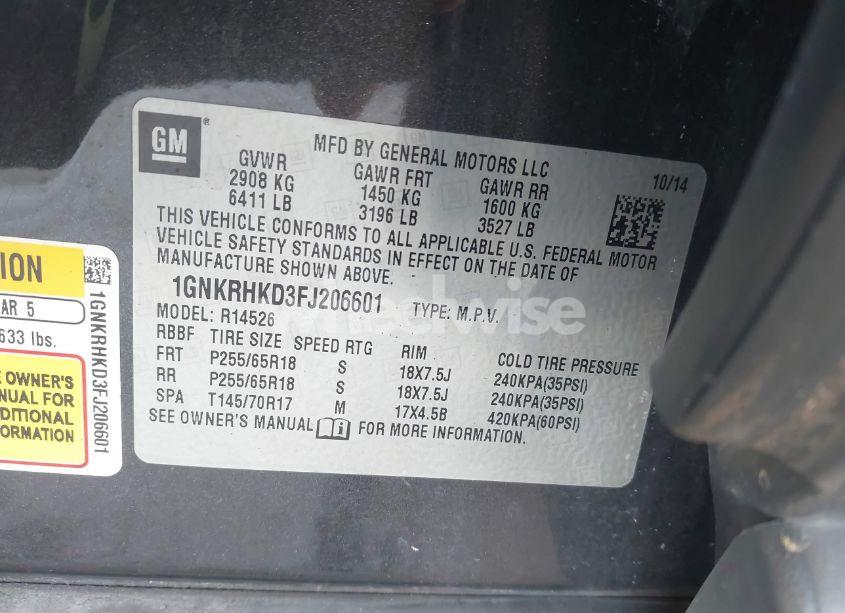 GM
MFD BY GENERAL MOTORS LLC
10/14
GVWR GAWR FRT GAWR RR
2908 KG 1450 KG 1600 KG
6411 LB 3196 LB 3527 LB
THIS VEHICLE CONFORMS TO ALL APPLICABLE U.S. FEDERAL MOTOR
VEHICLE SAFETY STANDARDS IN EFFECT ON THE DATE OF
MANUFACTURE SHOWN ABOVE.
1GNKRHKD3FJ206601 TYPE: M.P.V.
MODEL: R14526
RBBF TIRE SIZE SPEED RTG RIM COLD TIRE PRESSURE
FRT P255/65R18 S 18X7.5J 240KPA(35PSI)
RR P255/65R18 S 18X7.5J 240KPA(35PSI)
SPA T145/70R17 M 17X4.5B 420KPA(60PSI)
SEE OWNER'S MANUAL FOR MORE INFORMATION.
ION
AR 5
633 lbs.
OWNER'S
NUAL FOR
DITIONAL
FORMATION
1GNKRHKD3FJ206601